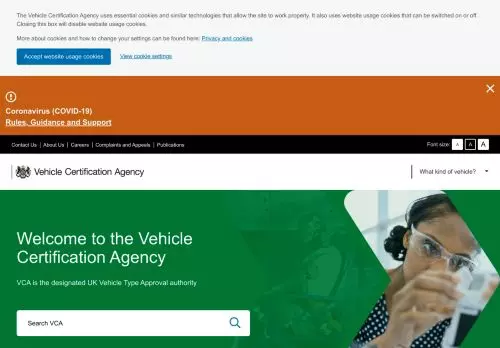 The Vehicle Certification Agency uses essential cookies and similar technologies that allow the site to work properly. It also uses website usage cookies that can be switched on or off.
Closing this box will disable website usage cookies.
More about cookies and how to change your settings can be found here: Privacy and cookies
Accept website usage cookies View cookie settings
Coronavirus (COVID-19)
Rules, Guidance and Support
Contact Us | About Us | Careers | Complaints and Appeals | Publications Font size: A A A
Vehicle Certification Agency What kind of vehicle?
Welcome to the Vehicle
Certification Agency
VCA is the designated UK Vehicle Type Approval authority
Search VCA